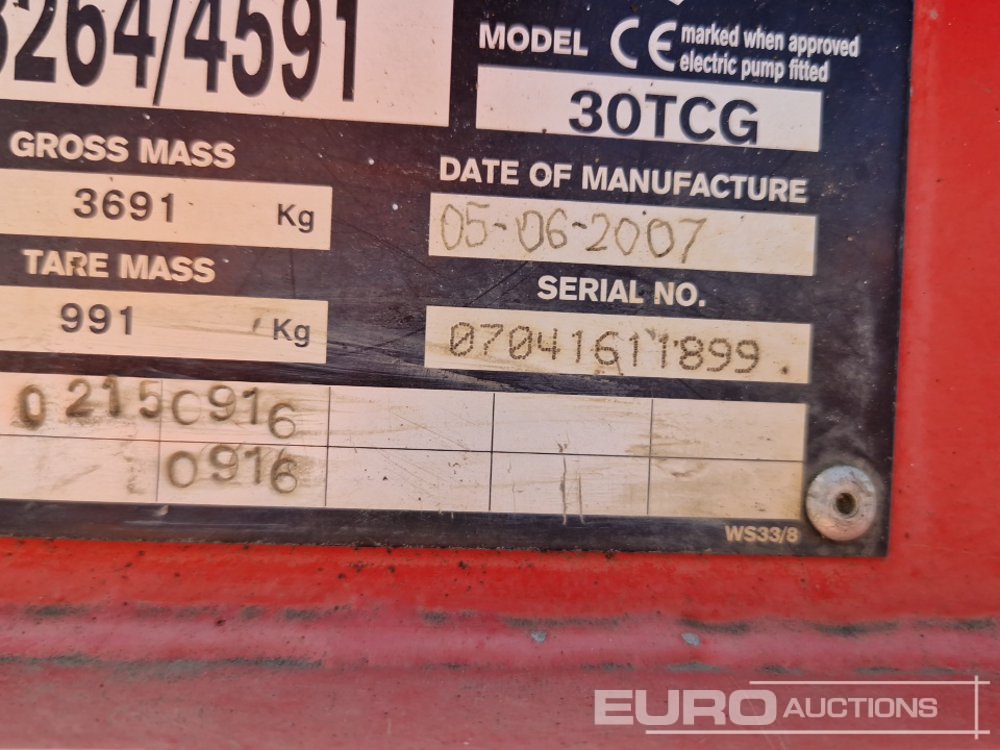 3264/4591
MODEL CE marked when approved
electric pump fitted
30TCG
GROSS MASS
3691 Kg
DATE OF MANUFACTURE
05-06-2007
TARE MASS
991 Kg
SERIAL NO.
07041611899
0215 0916
0916
WS33/8
EURO AUCTIONS